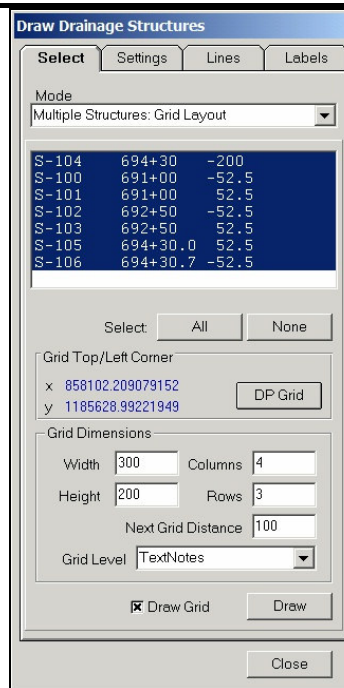 Draw Drainage Structures
Select Settings Lines Labels
Mode
Multiple Structures: Grid Layout
S-104 694+30 -200
S-100 691+00 -52.5
S-101 691+00 52.5
S-102 692+50 -52.5
S-103 692+50 52.5
S-105 694+30.0 52.5
S-106 694+30.7 -52.5
Select: All None
Grid Top/Left Corner
x 858102.209079152
y 1185628.99221949
DP Grid
Grid Dimensions
Width 300 Columns 4
Height 200 Rows 3
Next Grid Distance 100
Grid Level TextNotes
Draw Grid Draw
Close